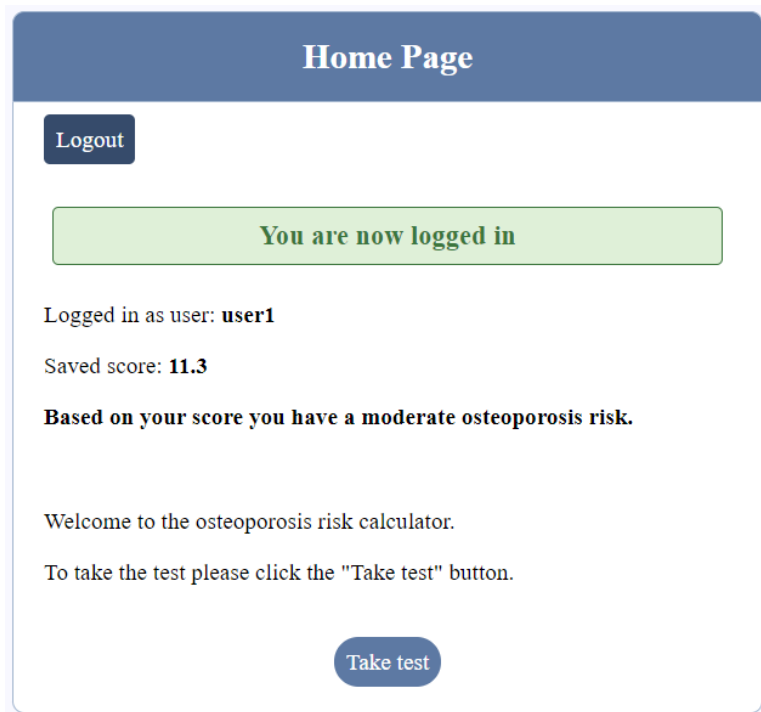 Home Page
Logout
You are now logged in
Logged in as user: user1
Saved score: 11.3
Based on your score you have a moderate osteoporosis risk.
Welcome to the osteoporosis risk calculator.
To take the test please click the "Take test" button.
Take test